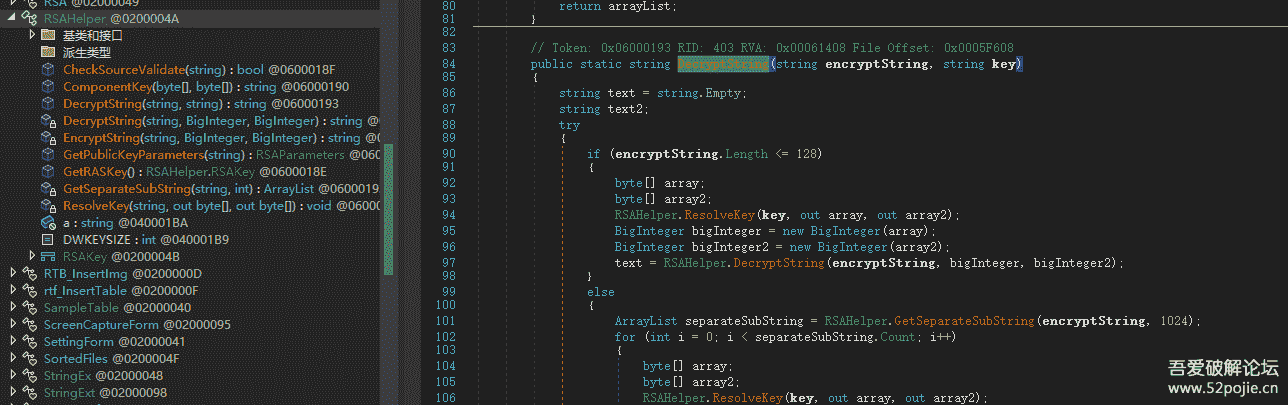 RSA @02000049
RSAHelper @0200004A
基类和接口
派生类型
CheckSourceValidate(string) : bool @0600018F
ComponentKey(byte[], byte[]) : string @06000190
DecryptString(string, string) : string @06000193
DecryptString(string, BigInteger, BigInteger) : string @0
EncryptString(string, BigInteger, BigInteger) : string @0
GetPublicKeyParameters(string) : RSAParameters @060
GetRASKey() : RSAHelper.RSAKey @0600018E
GetSeparateSubString(string, int) : ArrayList @0600019
ResolveKey(string, out byte[], out byte[]) : void @0600
a : string @040001BA
DWKEYSIZE : int @040001B9
RSAKey @0200004B
RTB_InsertImg @0200000D
rtf_InsertTable @0200000F
SampleTable @02000040
ScreenCaptureForm @02000095
SettingForm @02000041
SortedFiles @0200004F
StringEx @02000048
StringExt @02000098
80 return arrayList;
81 }
82
83 // Token: 0x06000193 RID: 403 RVA: 0x00061408 File Offset: 0x0005F608
84 public static string DecryptString(string encryptString, string key)
85 {
86 string text = string.Empty;
87 string text2;
88 try
89 {
90 if (encryptString.Length <= 128)
91 {
92 byte[] array;
93 byte[] array2;
94 RSAHelper.ResolveKey(key, out array, out array2);
95 BigInteger bigInteger = new BigInteger(array);
96 BigInteger bigInteger2 = new BigInteger(array2);
97 text = RSAHelper.DecryptString(encryptString, bigInteger, bigInteger2);
98 }
99 else
100 {
101 ArrayList separateSubString = RSAHelper.GetSeparateSubString(encryptString, 1024);
102 for (int i = 0; i < separateSubString.Count; i++)
103 {
104 byte[] array;
105 byte[] array2;
106 RSAHelper.ResolveKey(key, out array, out array2);
吾爱破解论坛
www.52pojie.cn